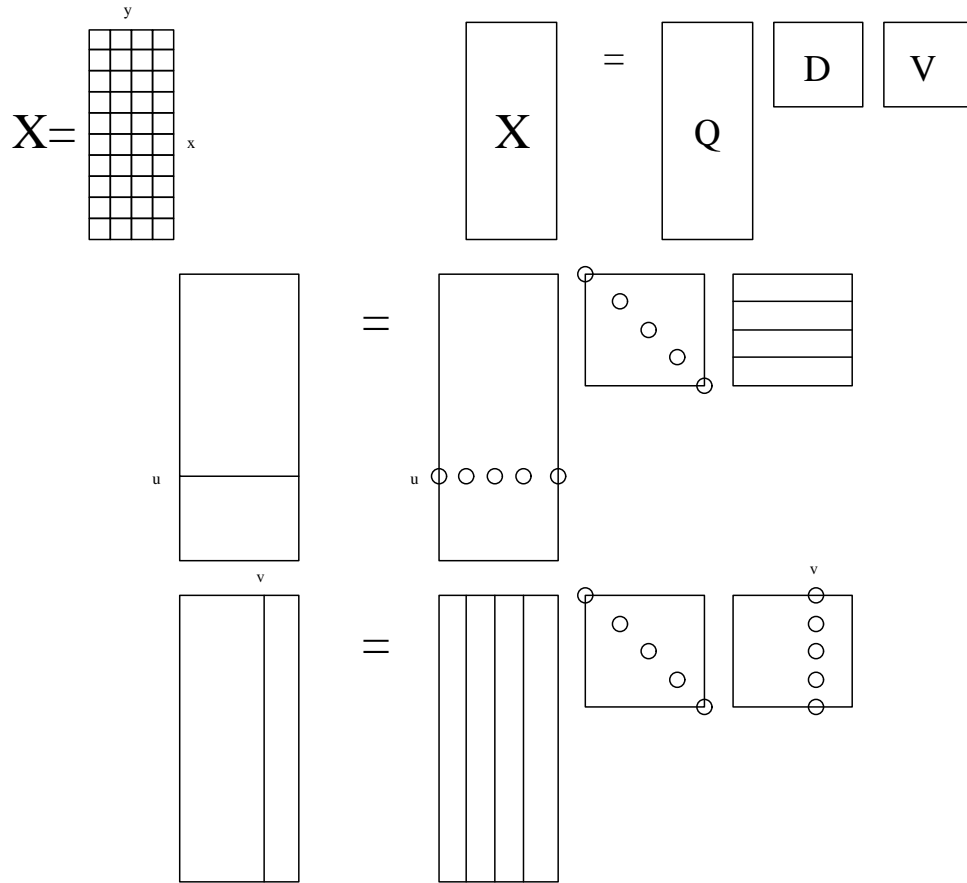 y
X=
x
X
=
Q
D
V
=
u
u
v
=
v